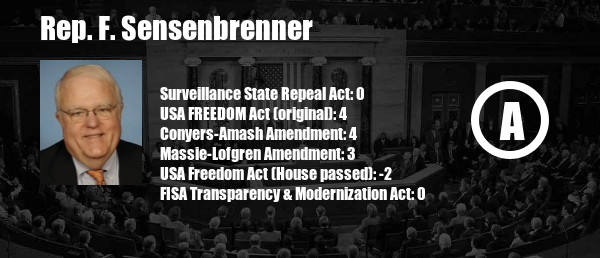 Rep. F. Sensenbrenner
Surveillance State Repeal Act: 0
USA FREEDOM Act (original): 4
Conyers-Amash Amendment: 4
Massie-Lofgren Amendment: 3
USA Freedom Act (House passed): -2
FISA Transparency & Modernization Act: 0
A